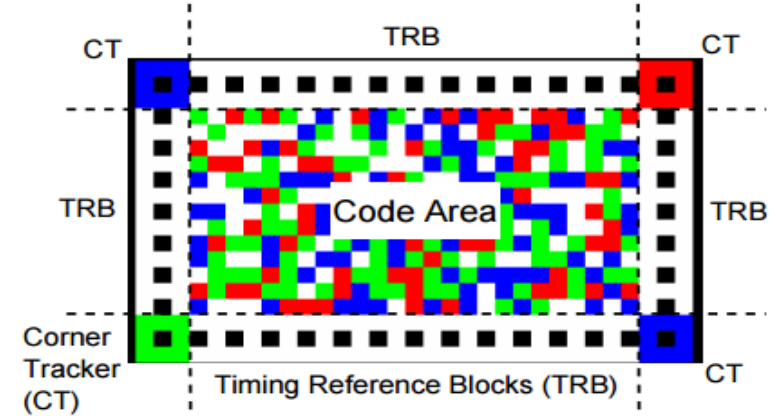 TRB
CT
CT
TRB
Code Area
TRB
Corner
Tracker
(CT)
Timing Reference Blocks (TRB)
CT